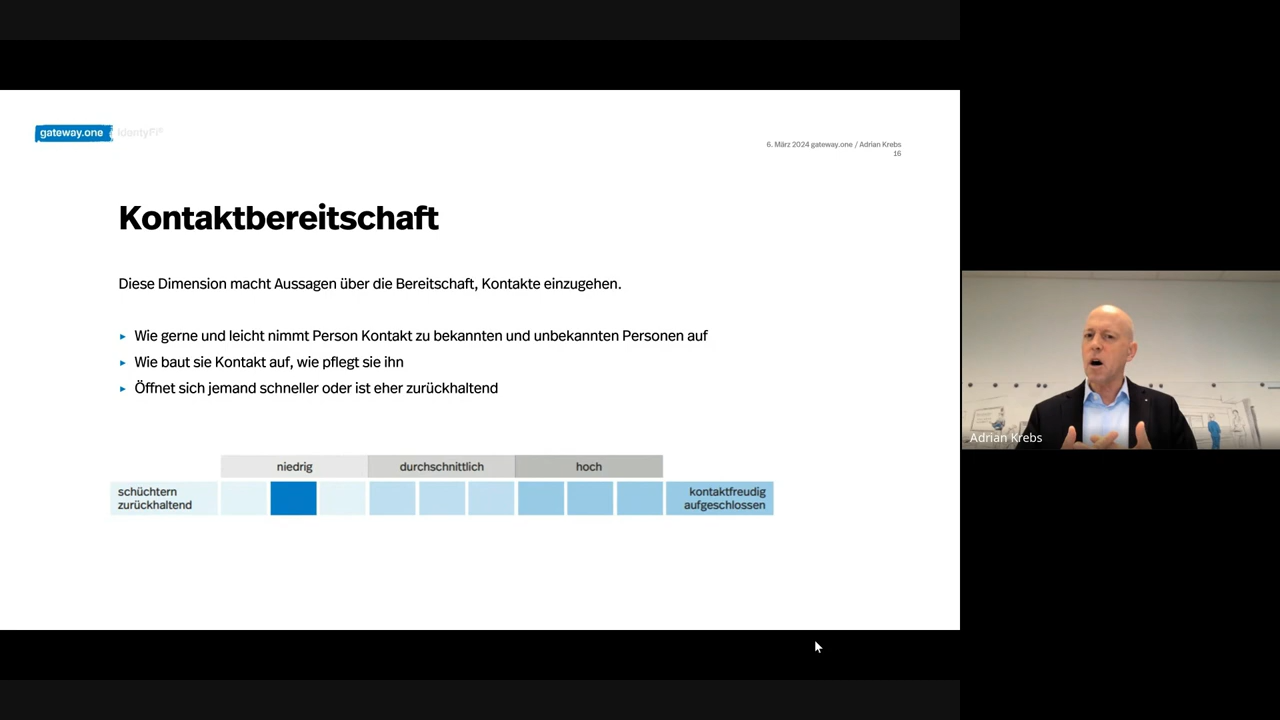 gateway.one
identyFi®
6. März 2024 gateway.one / Adrian Krebs
16
Kontaktbereitschaft
Diese Dimension macht Aussagen über die Bereitschaft, Kontakte einzugehen.
▸ Wie gerne und leicht nimmt Person Kontakt zu bekannten und unbekannten Personen auf
▸ Wie baut sie Kontakt auf, wie pflegt sie ihn
▸ Öffnet sich jemand schneller oder ist eher zurückhaltend
niedrig durchschnittlich hoch
schüchtern
zurückhaltend
kontaktfreudig
aufgeschlossen
Adrian Krebs